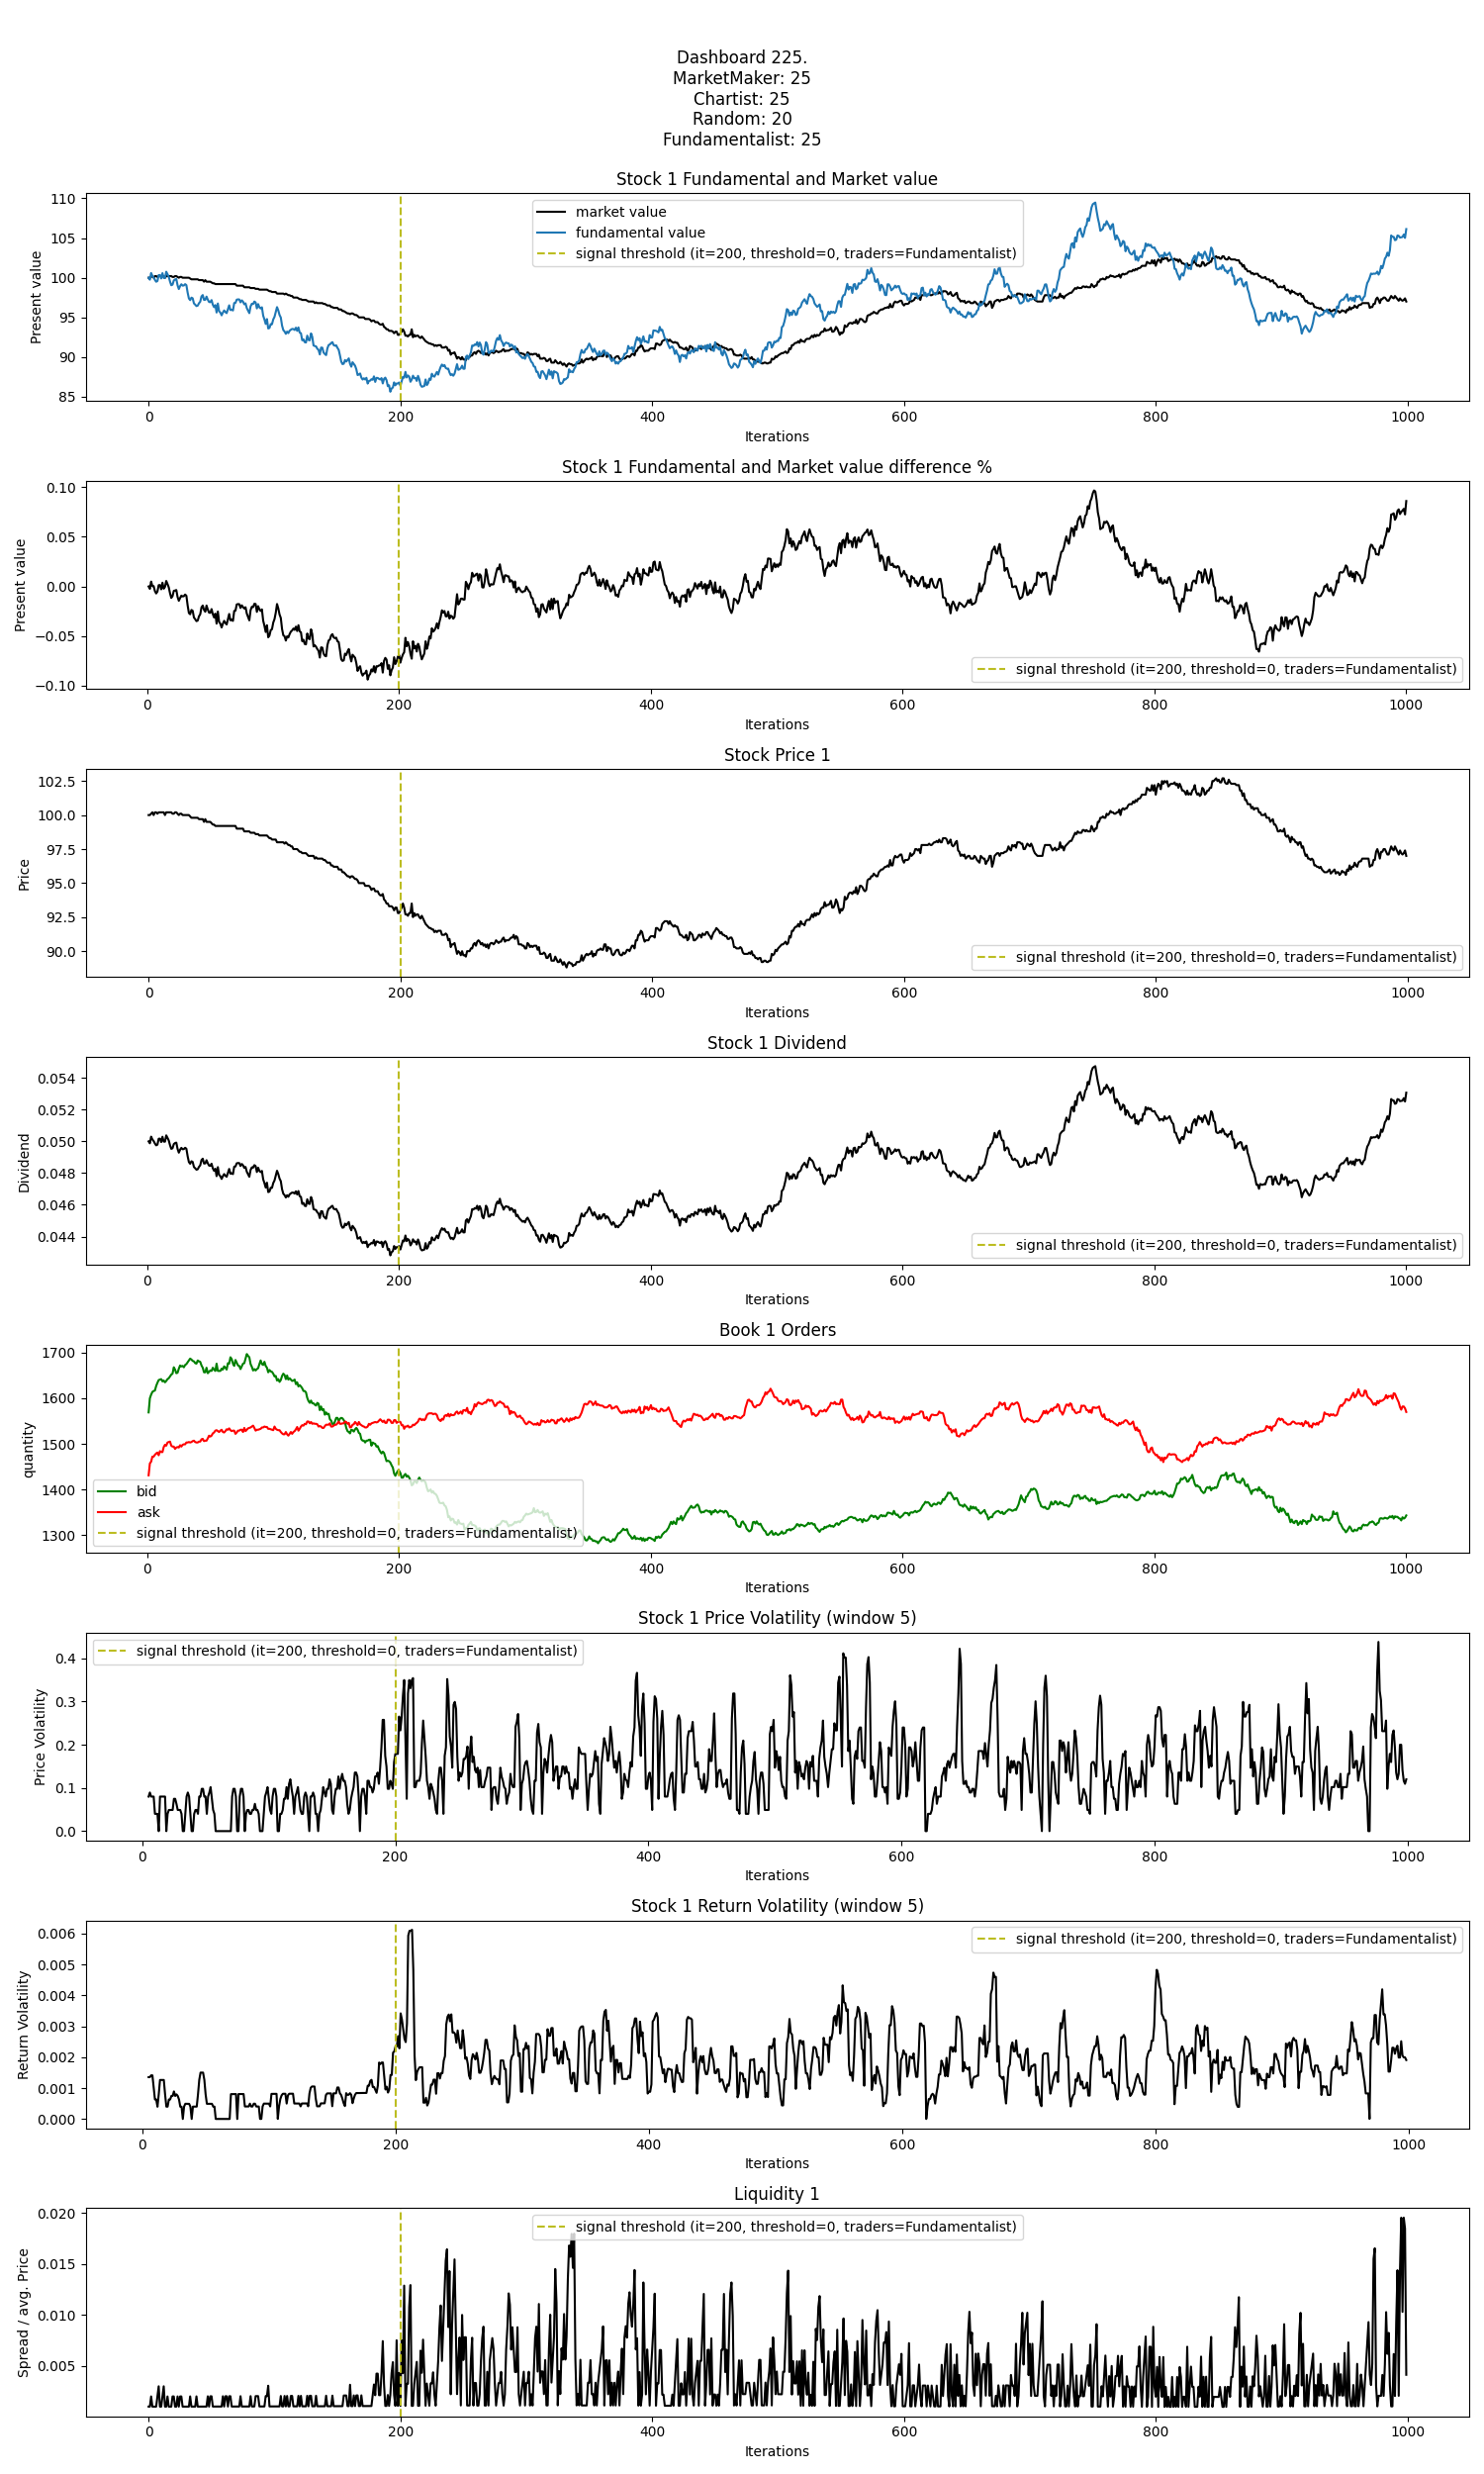 Dashboard 225.
MarketMaker: 25
Chartist: 25
Random: 20
Fundamentalist: 25
Stock 1 Fundamental and Market value
110
105
100
95
90
85
Present value
market value
fundamental value
signal threshold (it=200, threshold=0, traders=Fundamentalist)
0 200 400 600 800 1000
Iterations
Stock 1 Fundamental and Market value difference %
0.10
0.05
0.00
−0.05
−0.10
Present value
signal threshold (it=200, threshold=0, traders=Fundamentalist)
0 200 400 600 800 1000
Iterations
Stock Price 1
102.5
100.0
97.5
95.0
92.5
90.0
Price
signal threshold (it=200, threshold=0, traders=Fundamentalist)
0 200 400 600 800 1000
Iterations
Stock 1 Dividend
0.054
0.052
0.050
0.048
0.046
0.044
Dividend
signal threshold (it=200, threshold=0, traders=Fundamentalist)
0 200 400 600 800 1000
Iterations
Book 1 Orders
1700
1600
1500
1400
1300
quantity
bid
ask
signal threshold (it=200, threshold=0, traders=Fundamentalist)
0 200 400 600 800 1000
Iterations
Stock 1 Price Volatility (window 5)
0.4
0.3
0.2
0.1
0.0
Price Volatility
signal threshold (it=200, threshold=0, traders=Fundamentalist)
0 200 400 600 800 1000
Iterations
Stock 1 Return Volatility (window 5)
0.006
0.005
0.004
0.003
0.002
0.001
0.000
Return Volatility
signal threshold (it=200, threshold=0, traders=Fundamentalist)
0 200 400 600 800 1000
Iterations
Liquidity 1
0.020
0.015
0.010
0.005
Spread / avg. Price
signal threshold (it=200, threshold=0, traders=Fundamentalist)
0 200 400 600 800 1000
Iterations